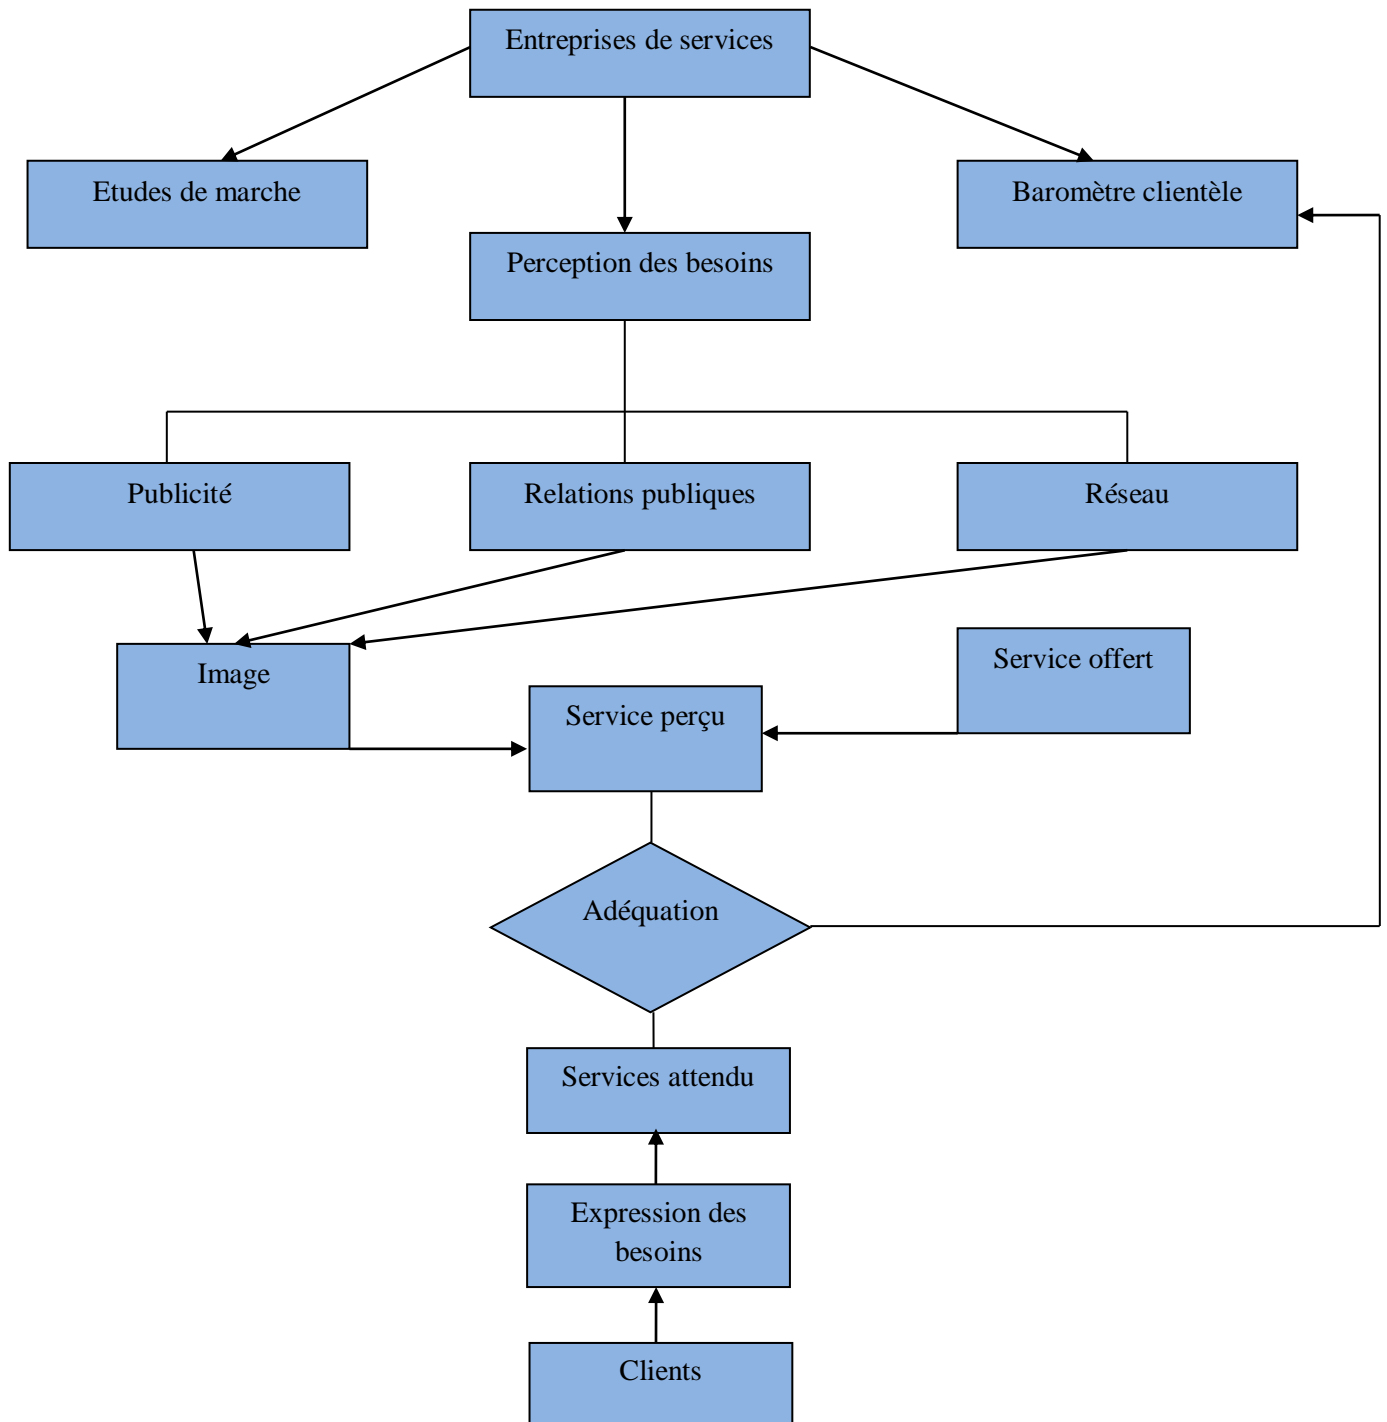 Entreprises de services
Etudes de marche
Baromètre clientèle
Perception des besoins
Publicité
Relations publiques
Réseau
Image
Service offert
Service perçu
Adéquation
Services attendu
Expression des
besoins
Clients